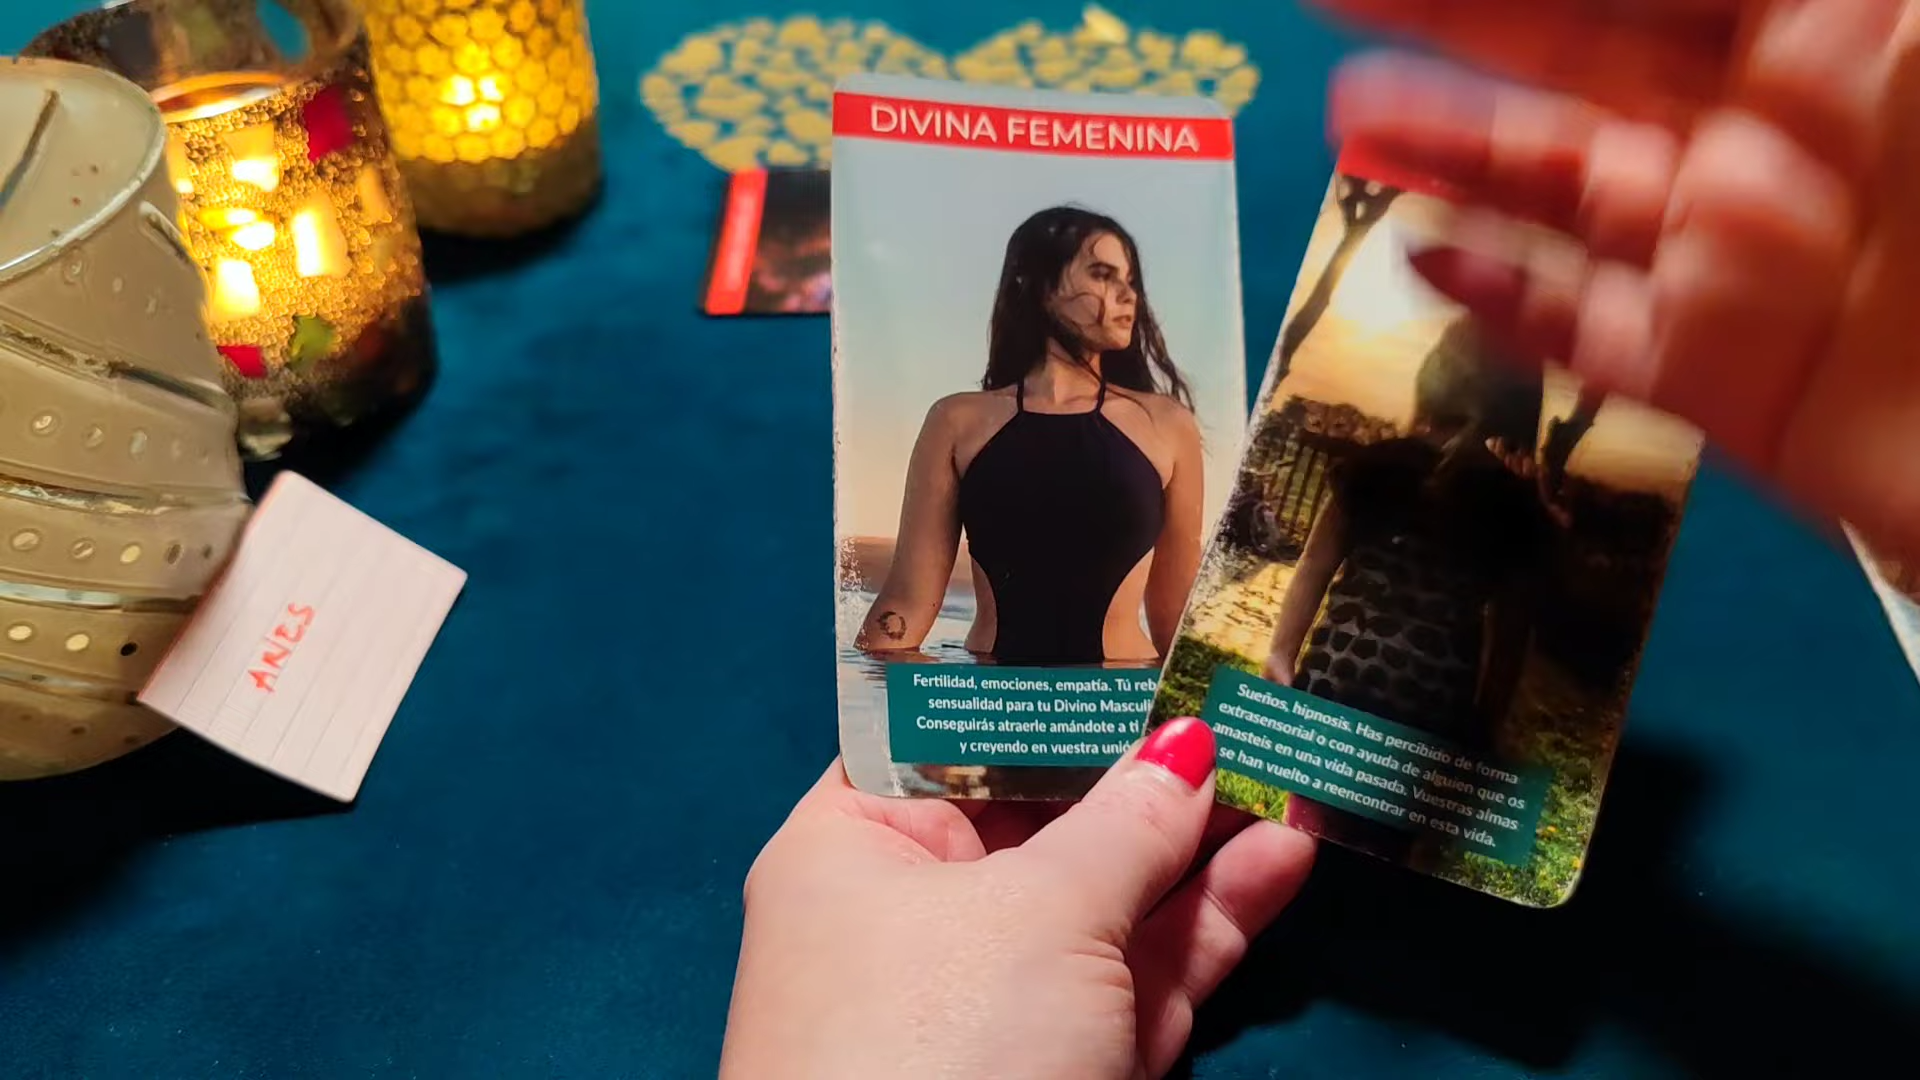 DIVINA FEMENINA
Fertilidad, emociones, empatía. Tú reb
sensualidad para tu Divino Masculi
Conseguirás atraerle amándote a ti
y creyendo en vuestra unió
Sueños, hipnosis. Has percibido de forma
extrasensorial o con ayuda de alguien que os
amasteis en una vida pasada. Vuestras almas
se han vuelto a reencontrar en esta vida.
ANES